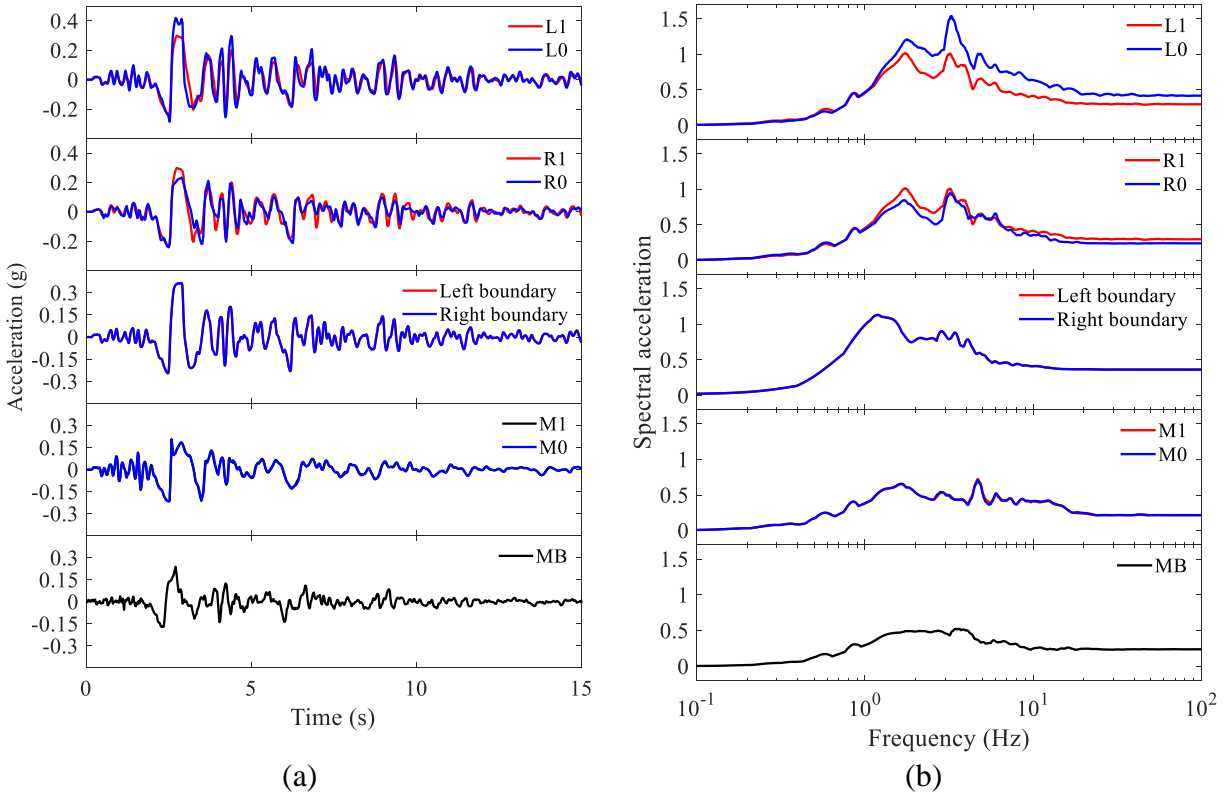 0.4
0.2
0
-0.2
L1
L0
0.4
0.2
0
-0.2
R1
R0
0.3
0.15
0
-0.15
-0.3
Left boundary
Right boundary
0.3
0.15
0
-0.15
-0.3
M1
M0
0.3
0.15
0
-0.15
-0.3
MB
Acceleration (g)
0
5
10
15
Time (s)
(a)
1.5
1
0.5
0
L1
L0
1.5
1
0.5
0
R1
R0
1.5
1
0.5
0
Left boundary
Right boundary
1.5
1
0.5
0
M1
M0
1.5
1
0.5
0
MB
Spectral acceleration
10⁻¹
10⁰
10¹
10²
Frequency (Hz)
(b)